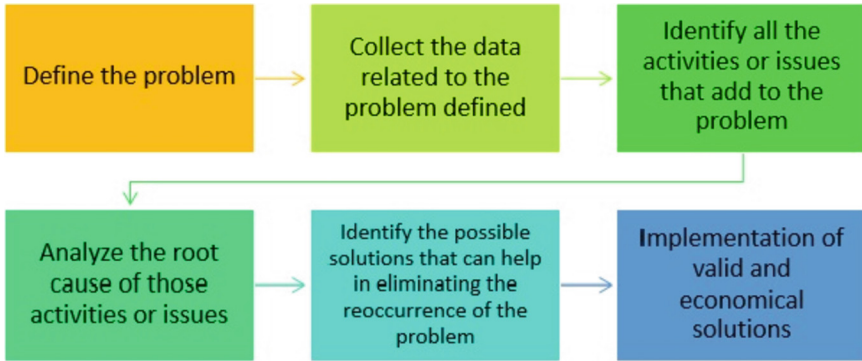 Define the problem
Collect the data
related to the
problem defined
Identify all the
activities or issues
that add to the
problem
Analyze the root
cause of those
activities or issues
Identify the possible
solutions that can help
in eliminating the
reoccurrence of the
problem
Implementation of
valid and
economical
solutions